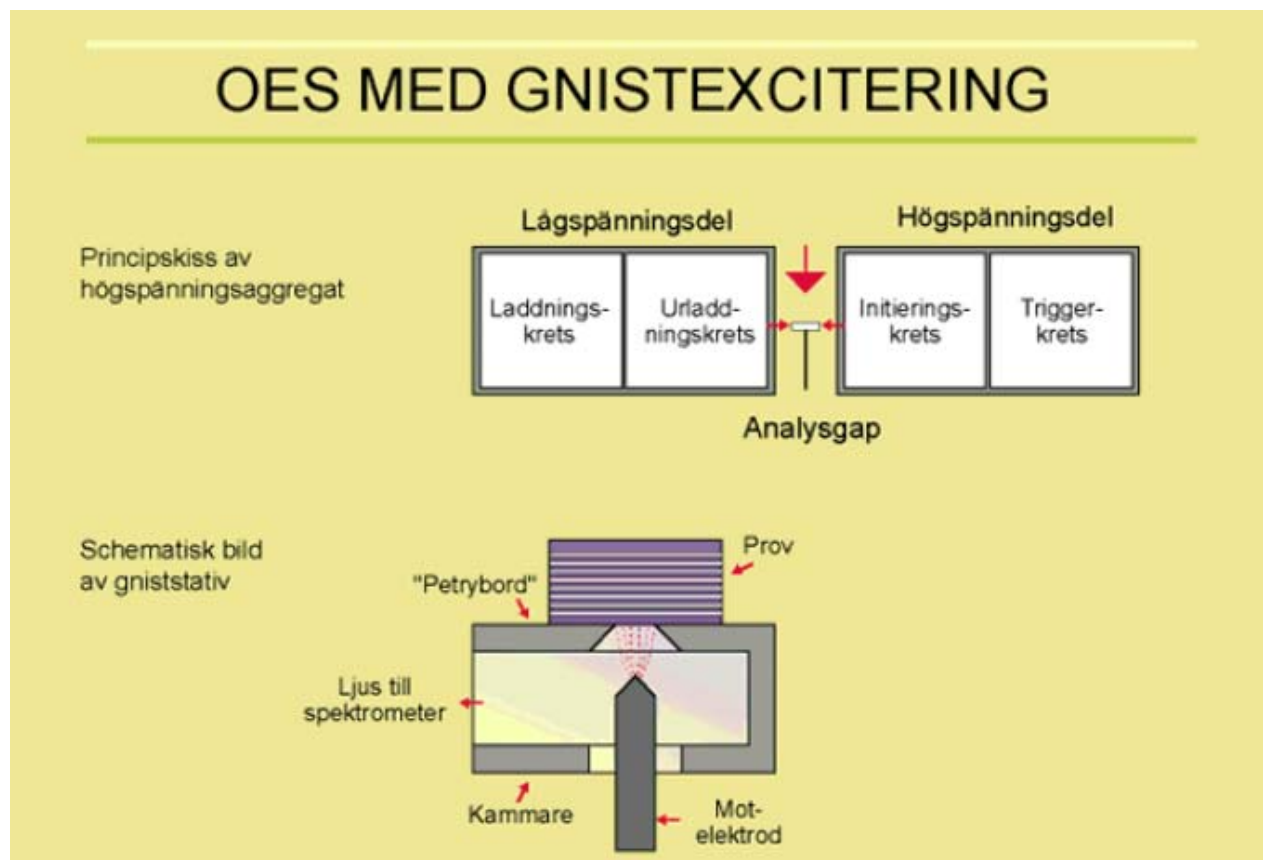 OES MED GNISTEXCITERING
Principskiss av
högspänningsaggregat
Lågspänningsdel
Högspänningsdel
Laddnings-
krets
Urladd-
ningskrets
Initierings-
krets
Trigger-
krets
Analysgap
Schematisk bild
av gniststativ
"Petrybord"
Prov
Ljus till
spektrometer
Kammare
Mot-
elektrod